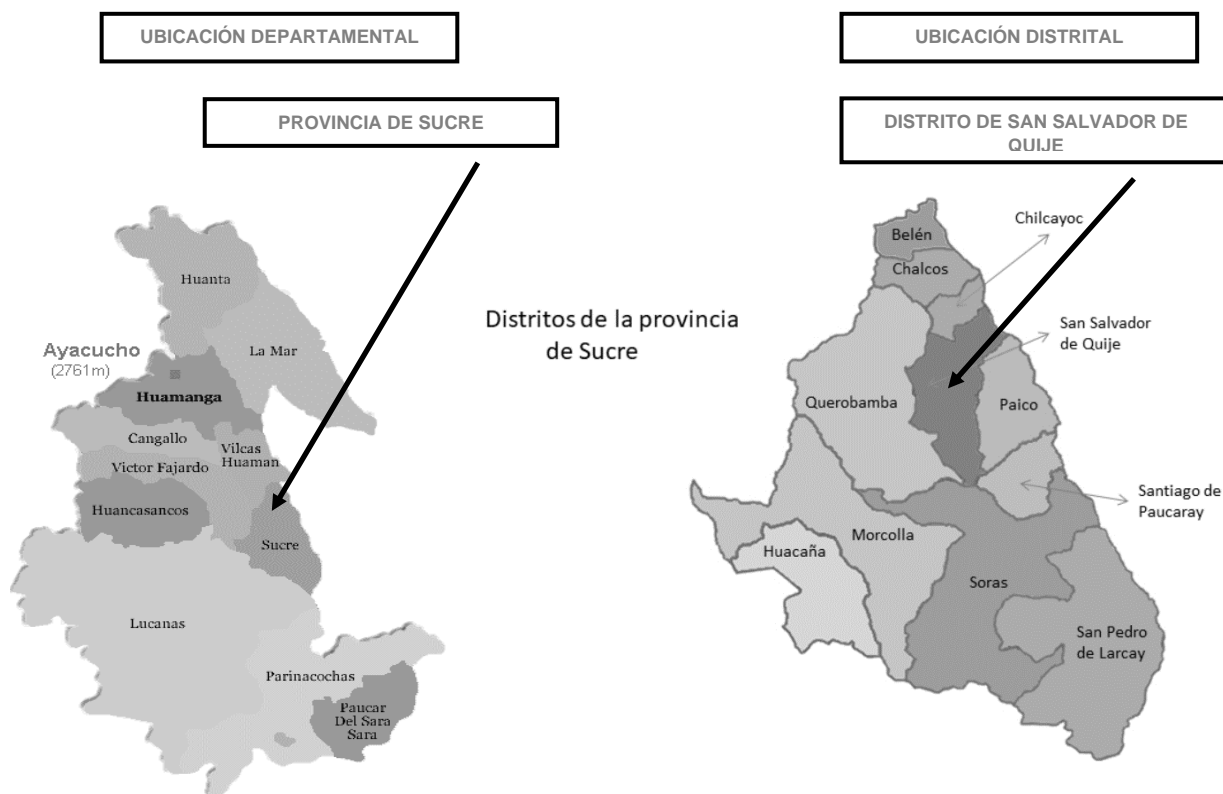 UBICACIÓN DEPARTAMENTAL
UBICACIÓN DISTRITAL
PROVINCIA DE SUCRE
DISTRITO DE SAN SALVADOR DE
QUIJE
Huanta
La Mar
Ayacucho
(2761m)
Huamanga
Cangallo
Vilcas
Huaman
Victor Fajardo
Huancasancos
Sucre
Lucanas
Parinacochas
Paucar
Del Sara
Sara
Distritos de la provincia
de Sucre
Belén
Chilcayoc
Chalcos
San Salvador
de Quije
Querobamba
Paico
Santiago de
Paucaray
Morcolla
Huacaña
Soras
San Pedro
de Larcay